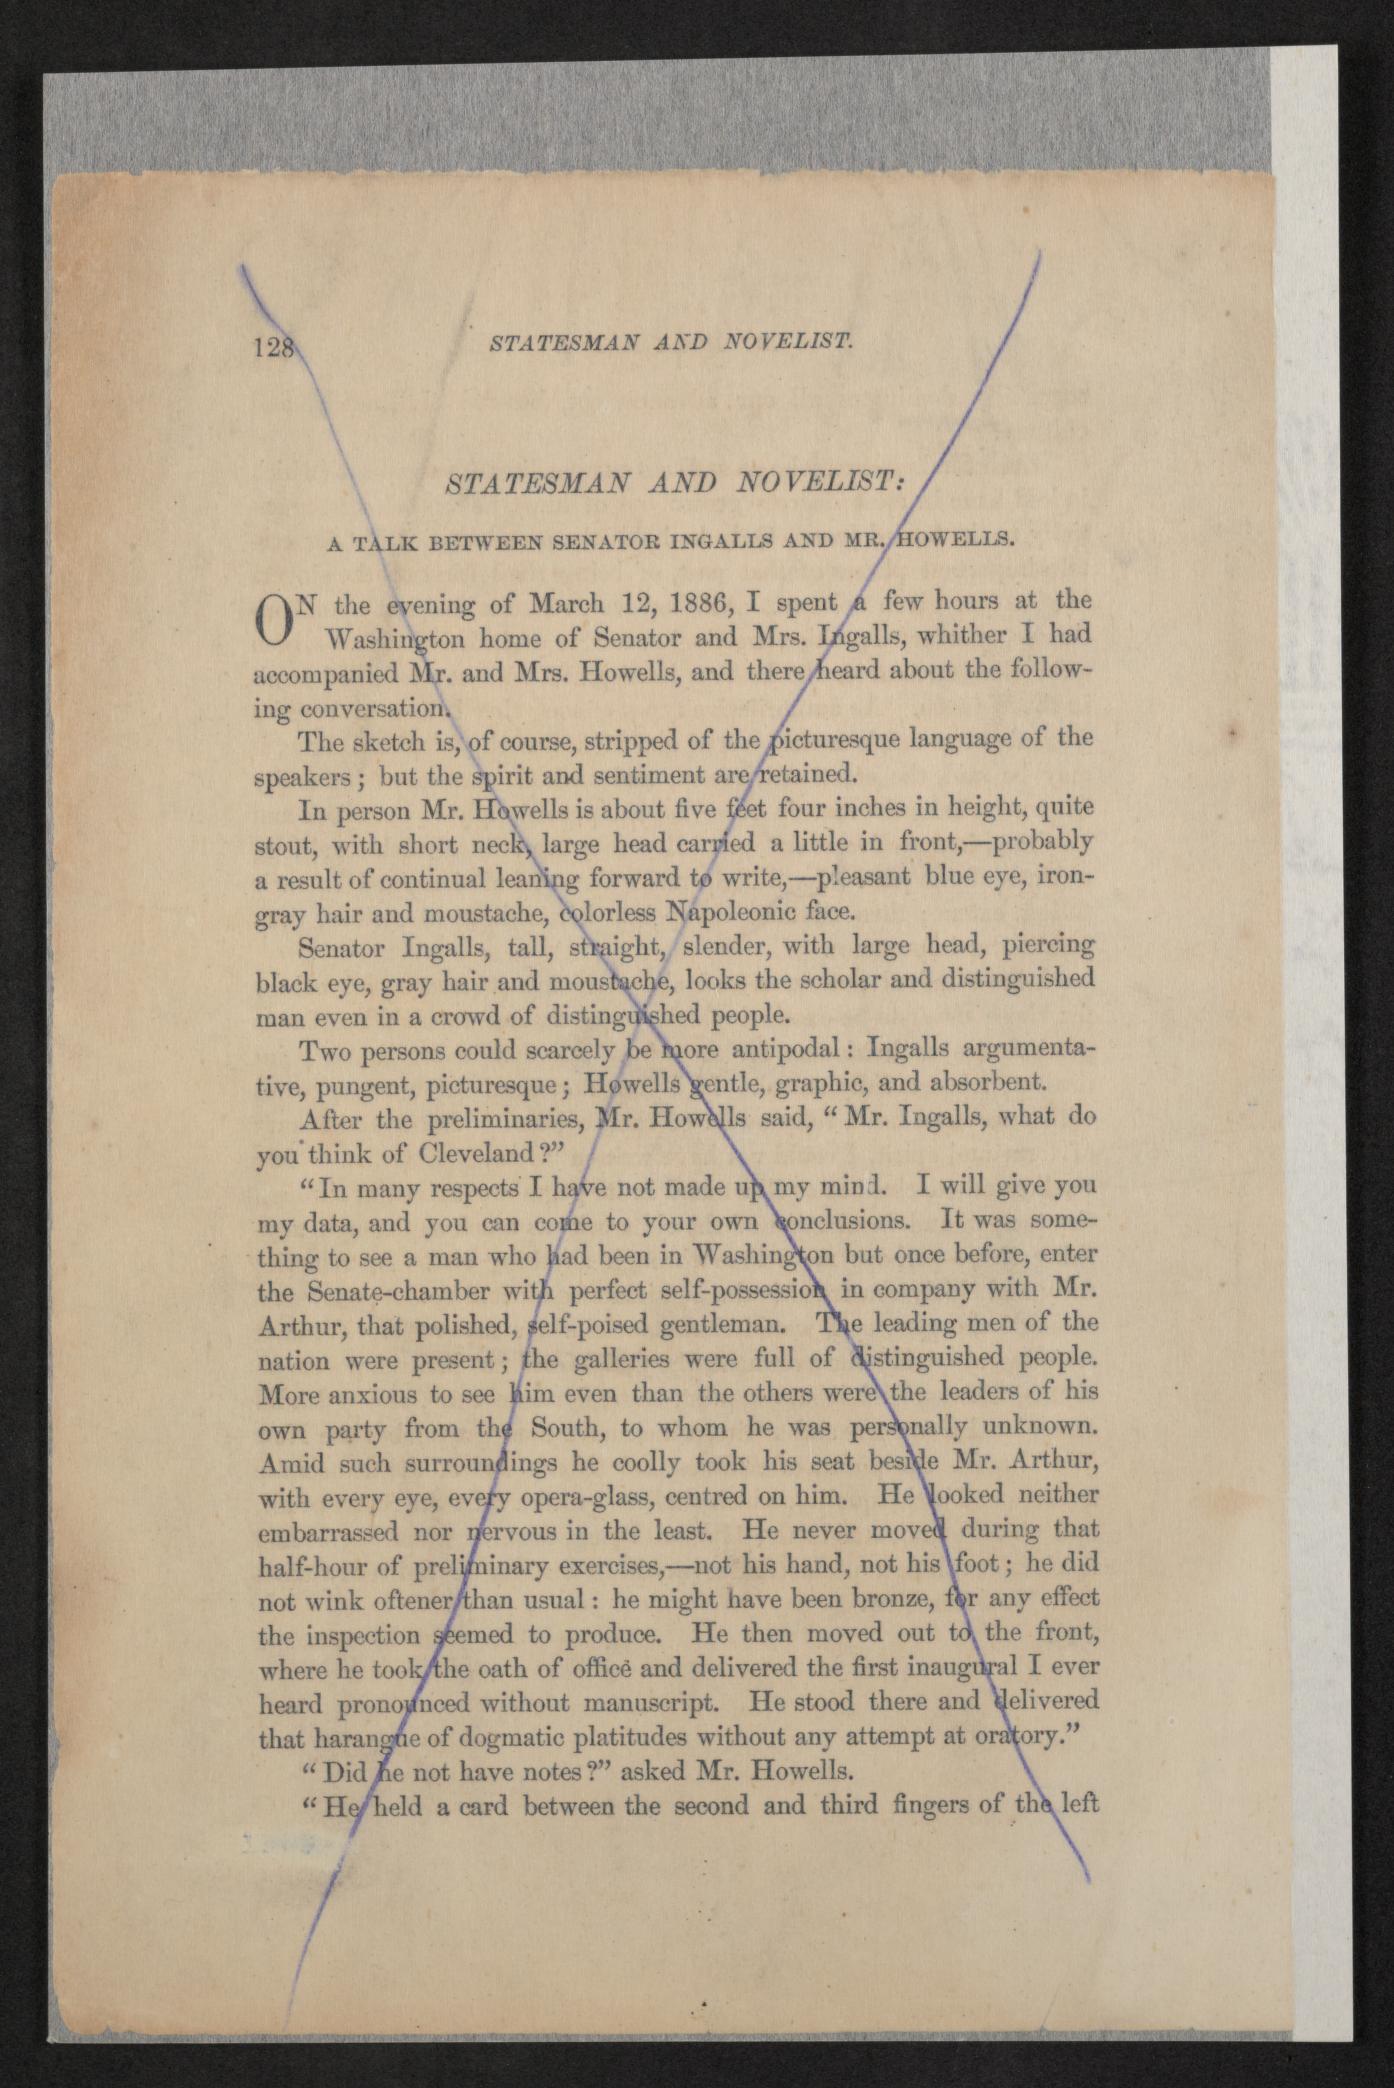 128 STATESMAN AND NOVELIST.
STATESMAN AND NOVELIST:
A TALK BETWEEN SENATOR INGALLS AND MR. HOWELLS.
ON the evening of March 12, 1886, I spent a few hours at the
Washington home of Senator and Mrs. Ingalls, whither I had
accompanied Mr. and Mrs. Howells, and there heard about the follow-
ing conversation.
The sketch is, of course, stripped of the picturesque language of the
speakers; but the spirit and sentiment are retained.
In person Mr. Howells is about five feet four inches in height, quite
stout, with short neck, large head carried a little in front,—probably
a result of continual leaning forward to write,—pleasant blue eye, iron-
gray hair and moustache, colorless Napoleonic face.
Senator Ingalls, tall, straight, slender, with large head, piercing
black eye, gray hair and moustache, looks the scholar and distinguished
man even in a crowd of distinguished people.
Two persons could scarcely be more antipodal: Ingalls argumenta-
tive, pungent, picturesque; Howells gentle, graphic, and absorbent.
After the preliminaries, Mr. Howells said, “Mr. Ingalls, what do
you think of Cleveland?”
“In many respects I have not made up my mind. I will give you
my data, and you can come to your own conclusions. It was some-
thing to see a man who had been in Washington but once before, enter
the Senate-chamber with perfect self-possession in company with Mr.
Arthur, that polished, self-poised gentleman. The leading men of the
nation were present; the galleries were full of distinguished people.
More anxious to see him even than the others were the leaders of his
own party from the South, to whom he was personally unknown.
Amid such surroundings he coolly took his seat beside Mr. Arthur,
with every eye, every opera-glass, centred on him. He looked neither
embarrassed nor nervous in the least. He never moved during that
half-hour of preliminary exercises,—not his hand, not his foot; he did
not wink oftener than usual: he might have been bronze, for any effect
the inspection seemed to produce. He then moved out to the front,
where he took the oath of office and delivered the first inaugural I ever
heard pronounced without manuscript. He stood there and delivered
that harangue of dogmatic platitudes without any attempt at oratory.”
“Did he not have notes?” asked Mr. Howells.
“He held a card between the second and third fingers of the left